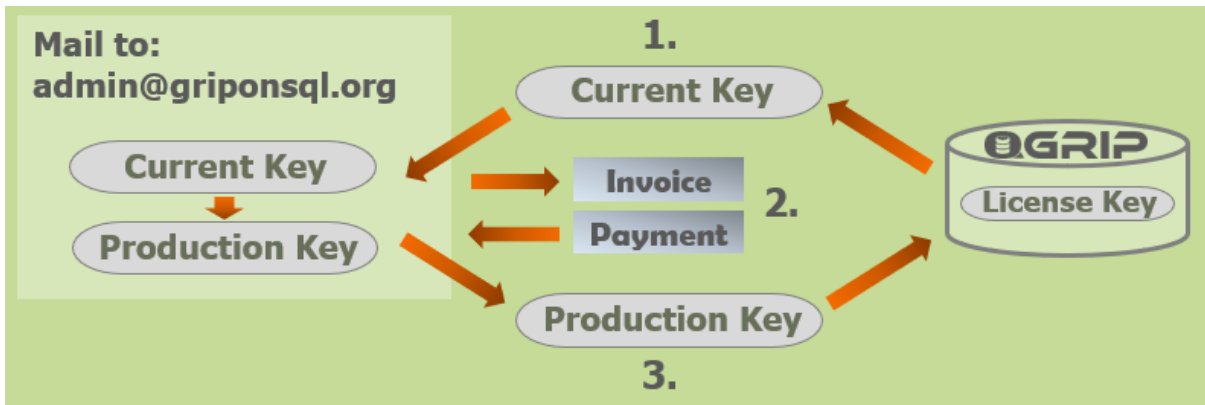 Mail to:
admin@griponsql.org
Current Key
Production Key
1.
Current Key
Invoice
Payment
2.
Production Key
3.
QGRIP
License Key